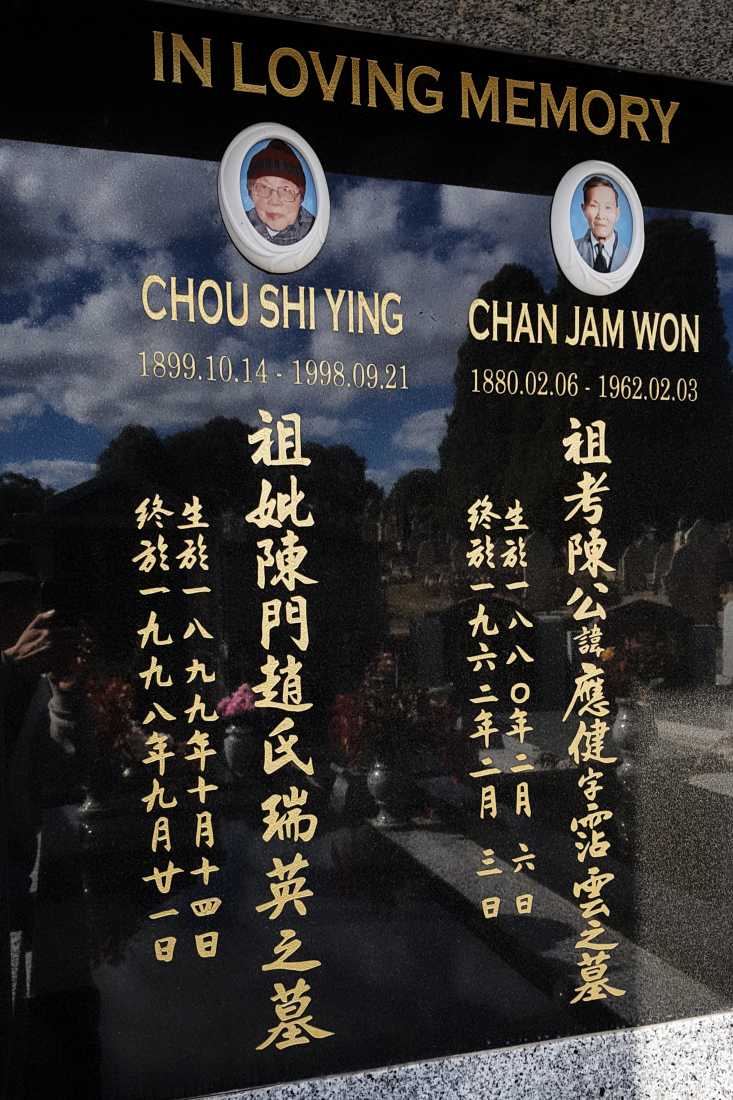 IN LOVING MEMORY
CHOU SHI YING
1899.10.14 - 1998.09.21
祖妣陳門趙氏瑞英之墓
生於一八九九年十月十四日
終於一九九八年九月廿一日
CHAN JAM WON
1880.02.06 - 1962.02.03
祖考陳公諱應健字霑雲之墓
生於一八八〇年二月六日
終於一九六二年二月三日